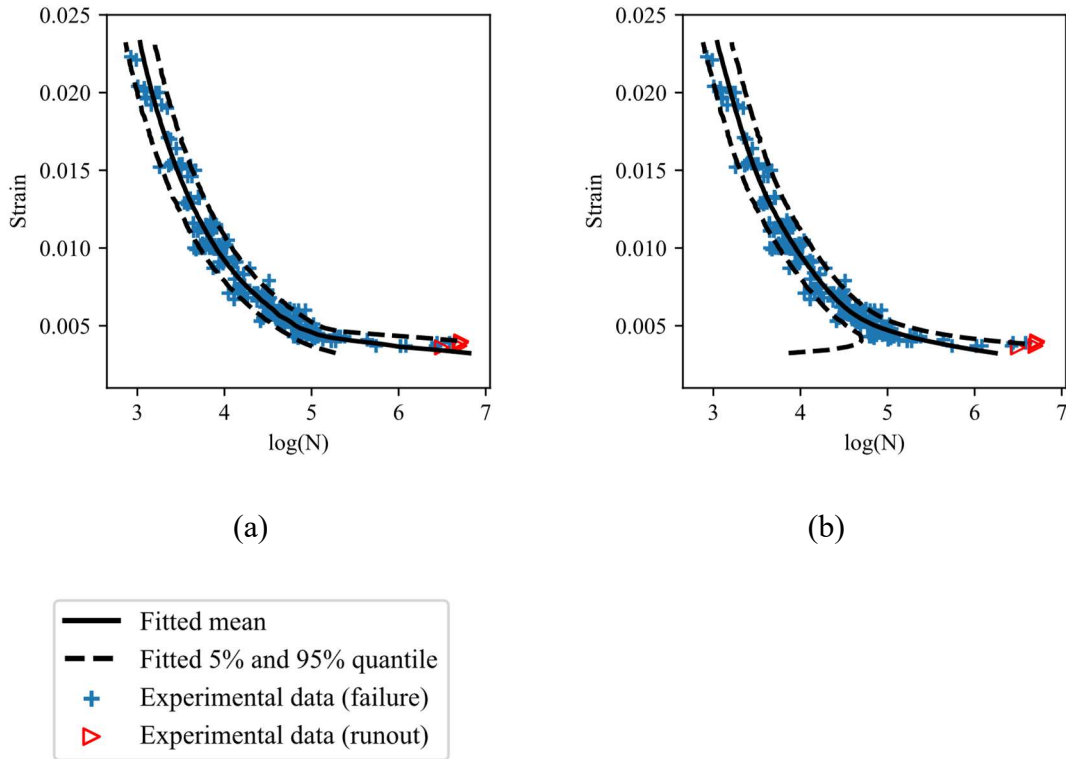 0.025
0.020
0.015
0.010
0.005
Strain
3 4 5 6 7
log(N)
(a)
0.025
0.020
0.015
0.010
0.005
Strain
3 4 5 6 7
log(N)
(b)
Fitted mean
Fitted 5% and 95% quantile
Experimental data (failure)
Experimental data (runout)